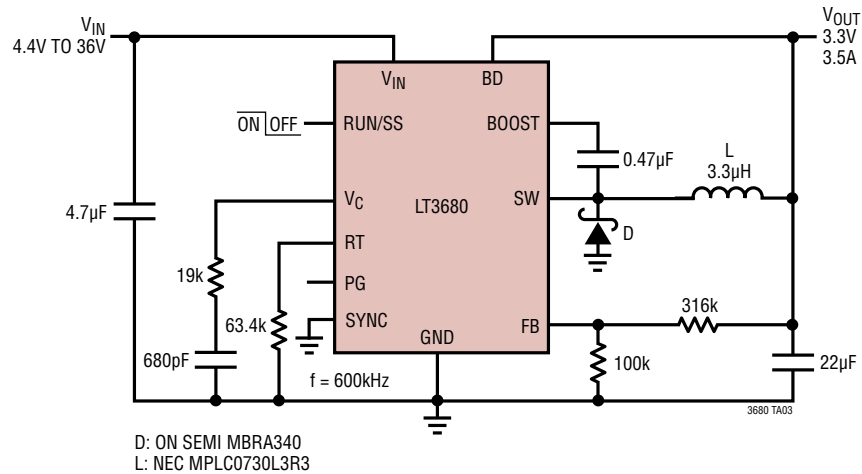 VIN
4.4V TO 36V
VOUT
3.3V
3.5A
VIN
BD
ON OFF
RUN/SS
BOOST
0.47µF
L
3.3µH
4.7µF
VC
LT3680
SW
D
RT
19k
PG
63.4k
SYNC
FB
316k
GND
680pF
f = 600kHz
100k
22µF
3680 TA03
D: ON SEMI MBRA340
L: NEC MPLC0730L3R3